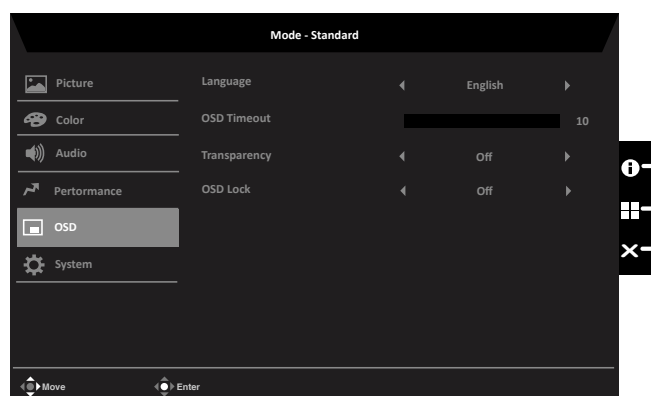 Mode - Standard
Picture
Language English
Color
OSD Timeout 10
Audio
Transparency Off
Pertormance
OSD Lock Off
OSD
System
Move Enter